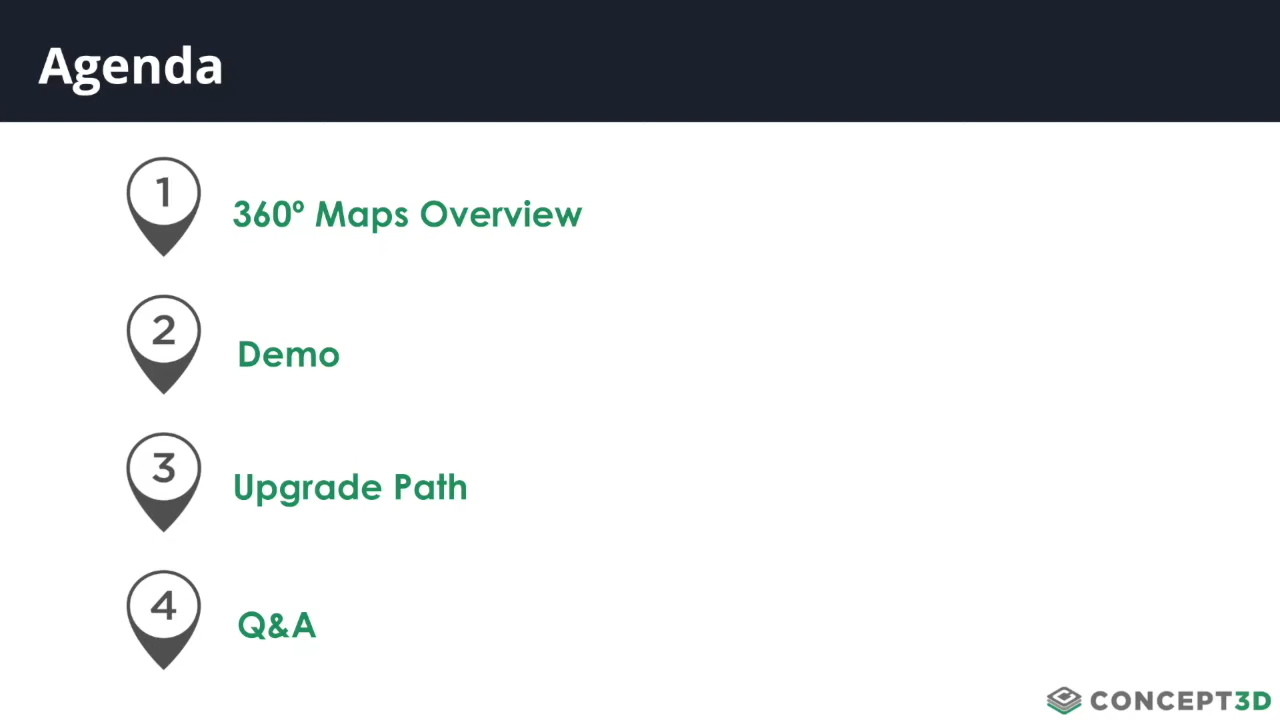 Agenda
1
360º Maps Overview
2
Demo
3
Upgrade Path
4
Q&A
CONCEPT3D